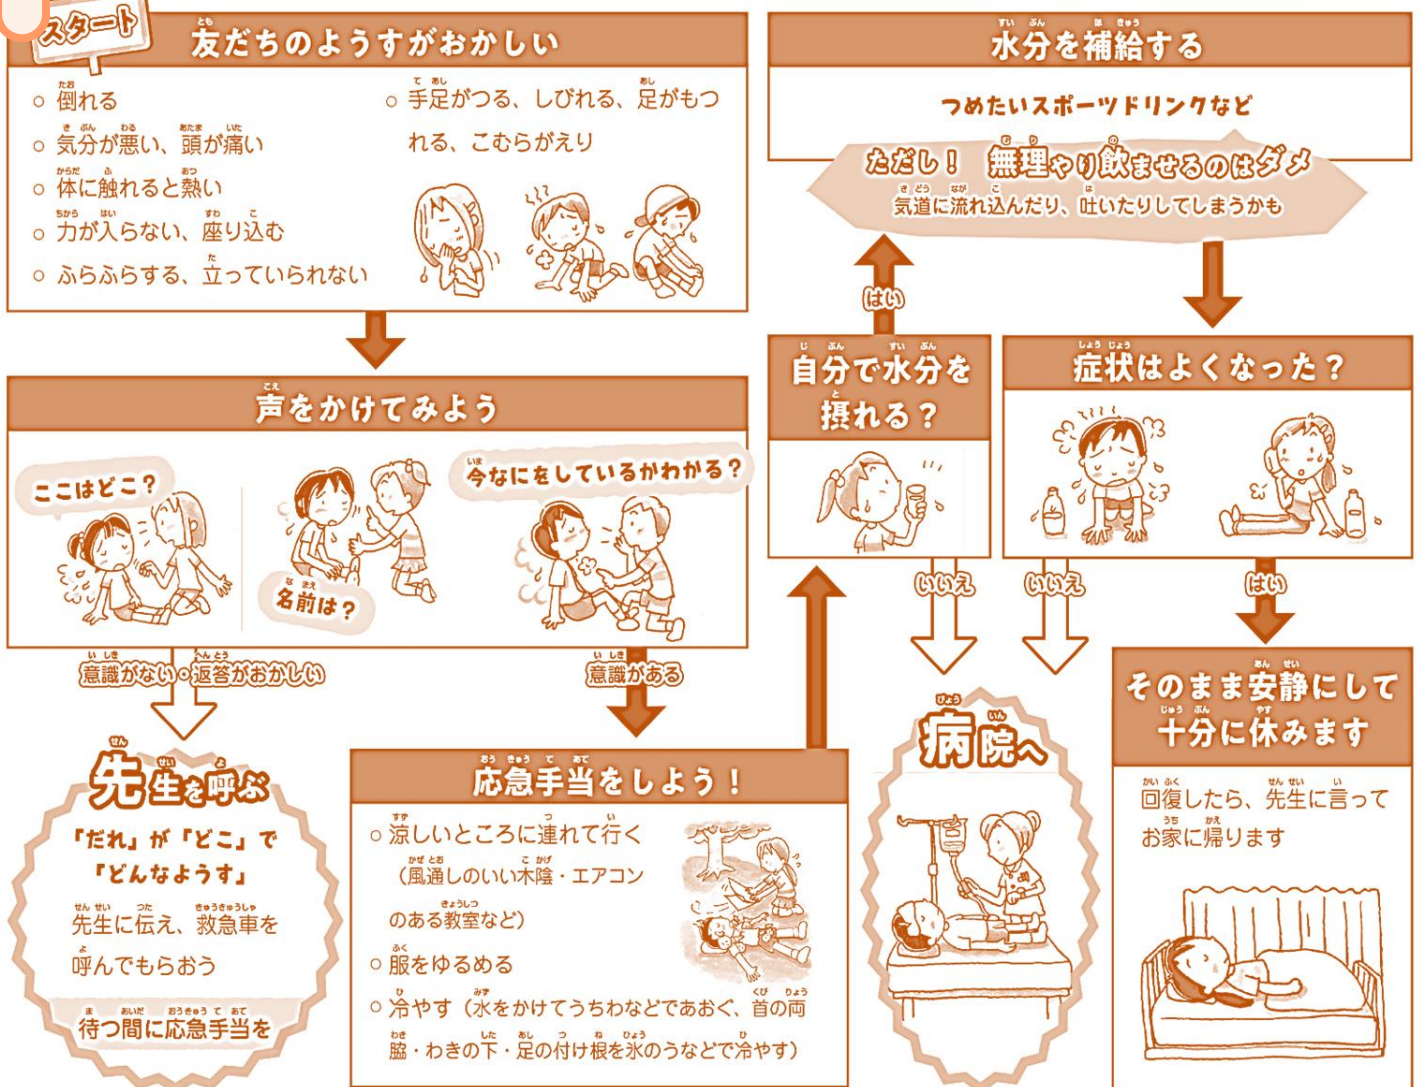 スタート
友だちのようすがおかしい
倒れる
気分が悪い、頭が痛い
体に触れると熱い
力が入らない、座り込む
ふらふらする、立っていられない
手足がつる、しびれる、足がもつ
れる、こむらがえり
声をかけてみよう
ここはどこ？
名前は？
今なにをしているかわかる？
意識がない・返答がおかしい
意識がある
先生を呼ぶ
「だれ」が「どこ」で
「どんなようす」
先生に伝え、救急車を
呼んでもらおう
待つ間に応急手当を
応急手当をしよう！
涼しいところに連れて行く
（風通しのいい木陰・エアコン
のある教室など）
服をゆるめる
冷やす（水をかけてうちわなどであおぐ、首の両
脇・わきの下・足の付け根を氷のうなどで冷やす）
自分で水分を
摂れる？
はい
いいえ
水分を補給する
つめたいスポーツドリンクなど
ただし！ 無理やり飲ませるのはダメ
気道に流れ込んだり、吐いたりしてしまうかも
症状はよくなった？
いいえ
はい
病院へ
そのまま安静にして
十分に休みます
回復したら、先生に言って
お家に帰ります